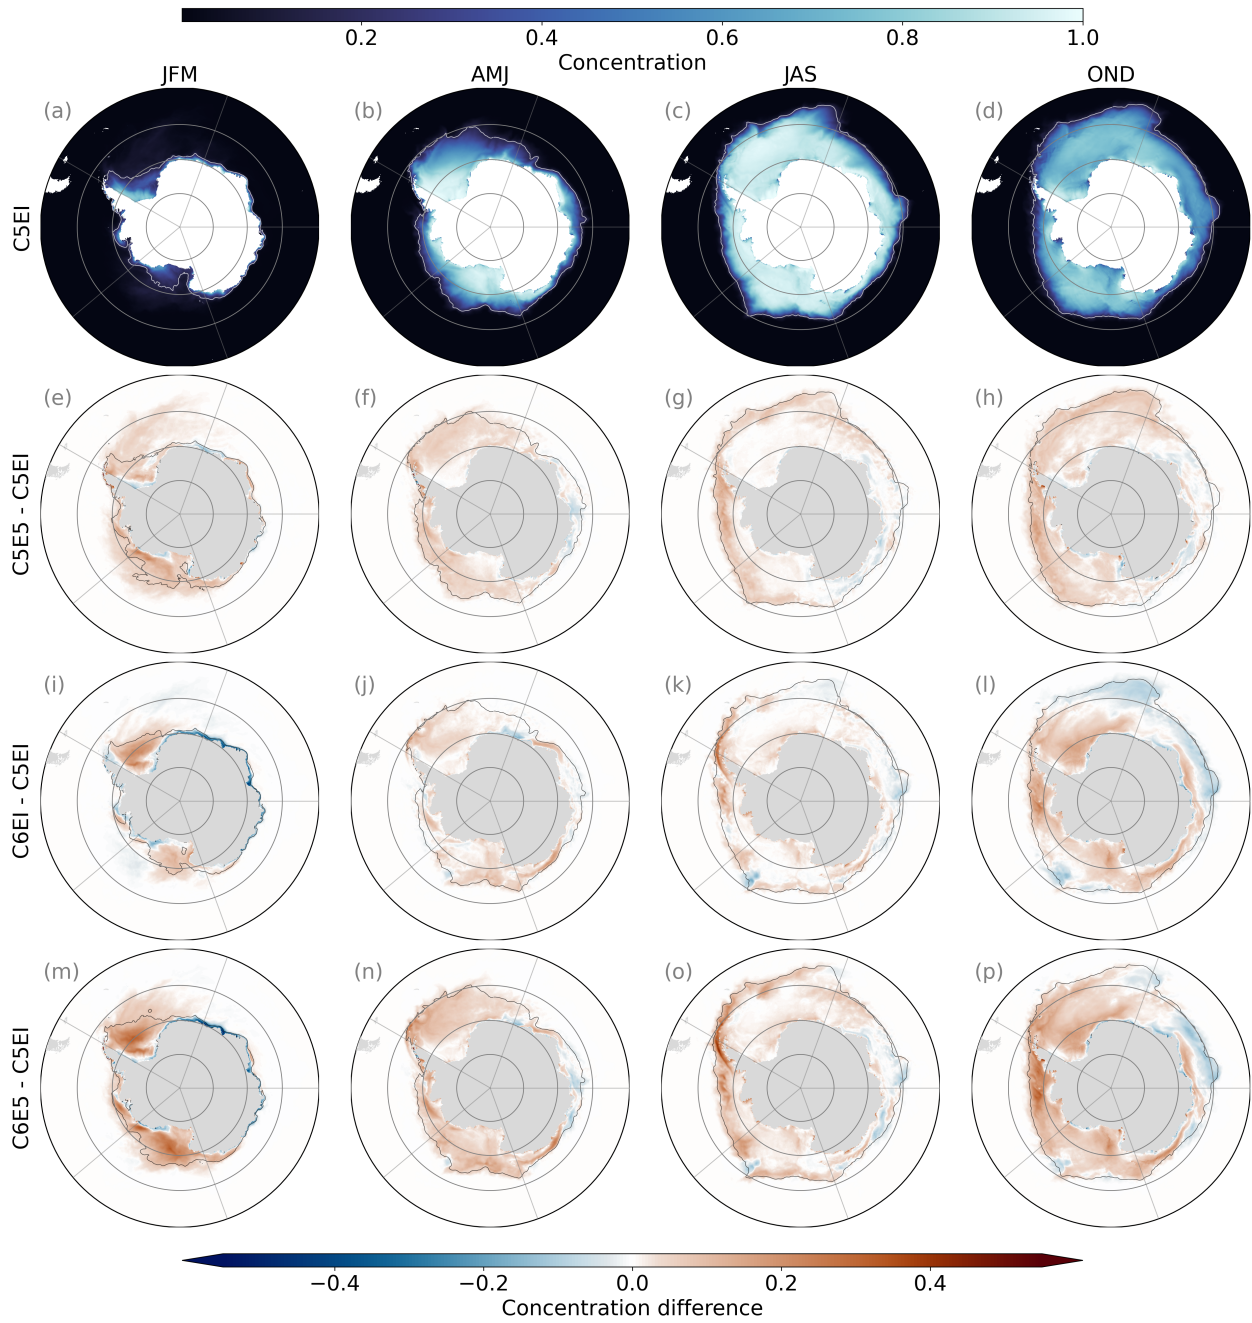 0.2 0.4 0.6 0.8 1.0
Concentration
JFM AMJ JAS OND
(a) (b) (c) (d)
C5EI
(e) (f) (g) (h)
C5E5 - C5EI
(i) (j) (k) (l)
C6EI - C5EI
(m) (n) (o) (p)
C6E5 - C5EI
−0.4 −0.2 0.0 0.2 0.4
Concentration difference